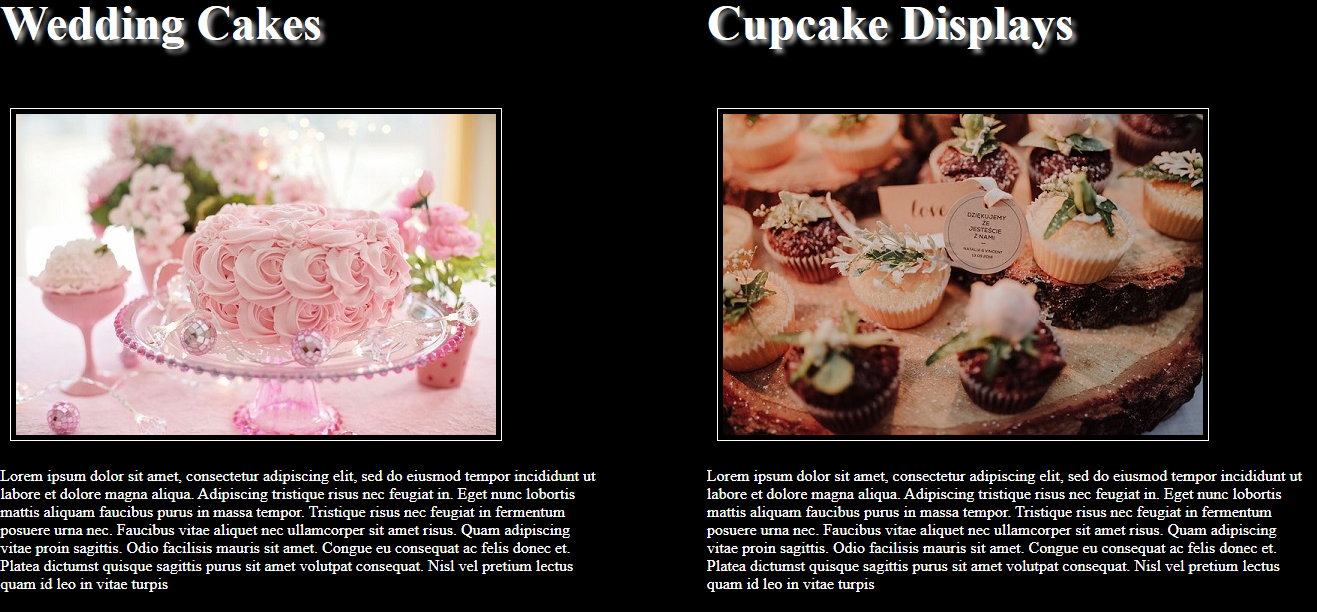 Wedding Cakes
Lorem ipsum dolor sit amet, consectetur adipiscing elit, sed do eiusmod tempor incididunt ut
labore et dolore magna aliqua. Adipiscing tristique risus nec feugiat in. Eget nunc lobortis
mattis aliquam faucibus purus in massa tempor. Tristique risus nec feugiat in fermentum
posuere urna nec. Faucibus vitae aliquet nec ullamcorper sit amet risus. Quam adipiscing
vitae proin sagittis. Odio facilisis mauris sit amet. Congue eu consequat ac felis donec et.
Platea dictumst quisque sagittis purus sit amet volutpat consequat. Nisl vel pretium lectus
quam id leo in vitae turpis
Cupcake Displays
love
DZIĘKUJEMY
ŻE
JESTEŚCIE
Z NAMI
NATALIA & VINCENT
Lorem ipsum dolor sit amet, consectetur adipiscing elit, sed do eiusmod tempor incididunt ut
labore et dolore magna aliqua. Adipiscing tristique risus nec feugiat in. Eget nunc lobortis
mattis aliquam faucibus purus in massa tempor. Tristique risus nec feugiat in fermentum
posuere urna nec. Faucibus vitae aliquet nec ullamcorper sit amet risus. Quam adipiscing
vitae proin sagittis. Odio facilisis mauris sit amet. Congue eu consequat ac felis donec et.
Platea dictumst quisque sagittis purus sit amet volutpat consequat. Nisl vel pretium lectus
quam id leo in vitae turpis